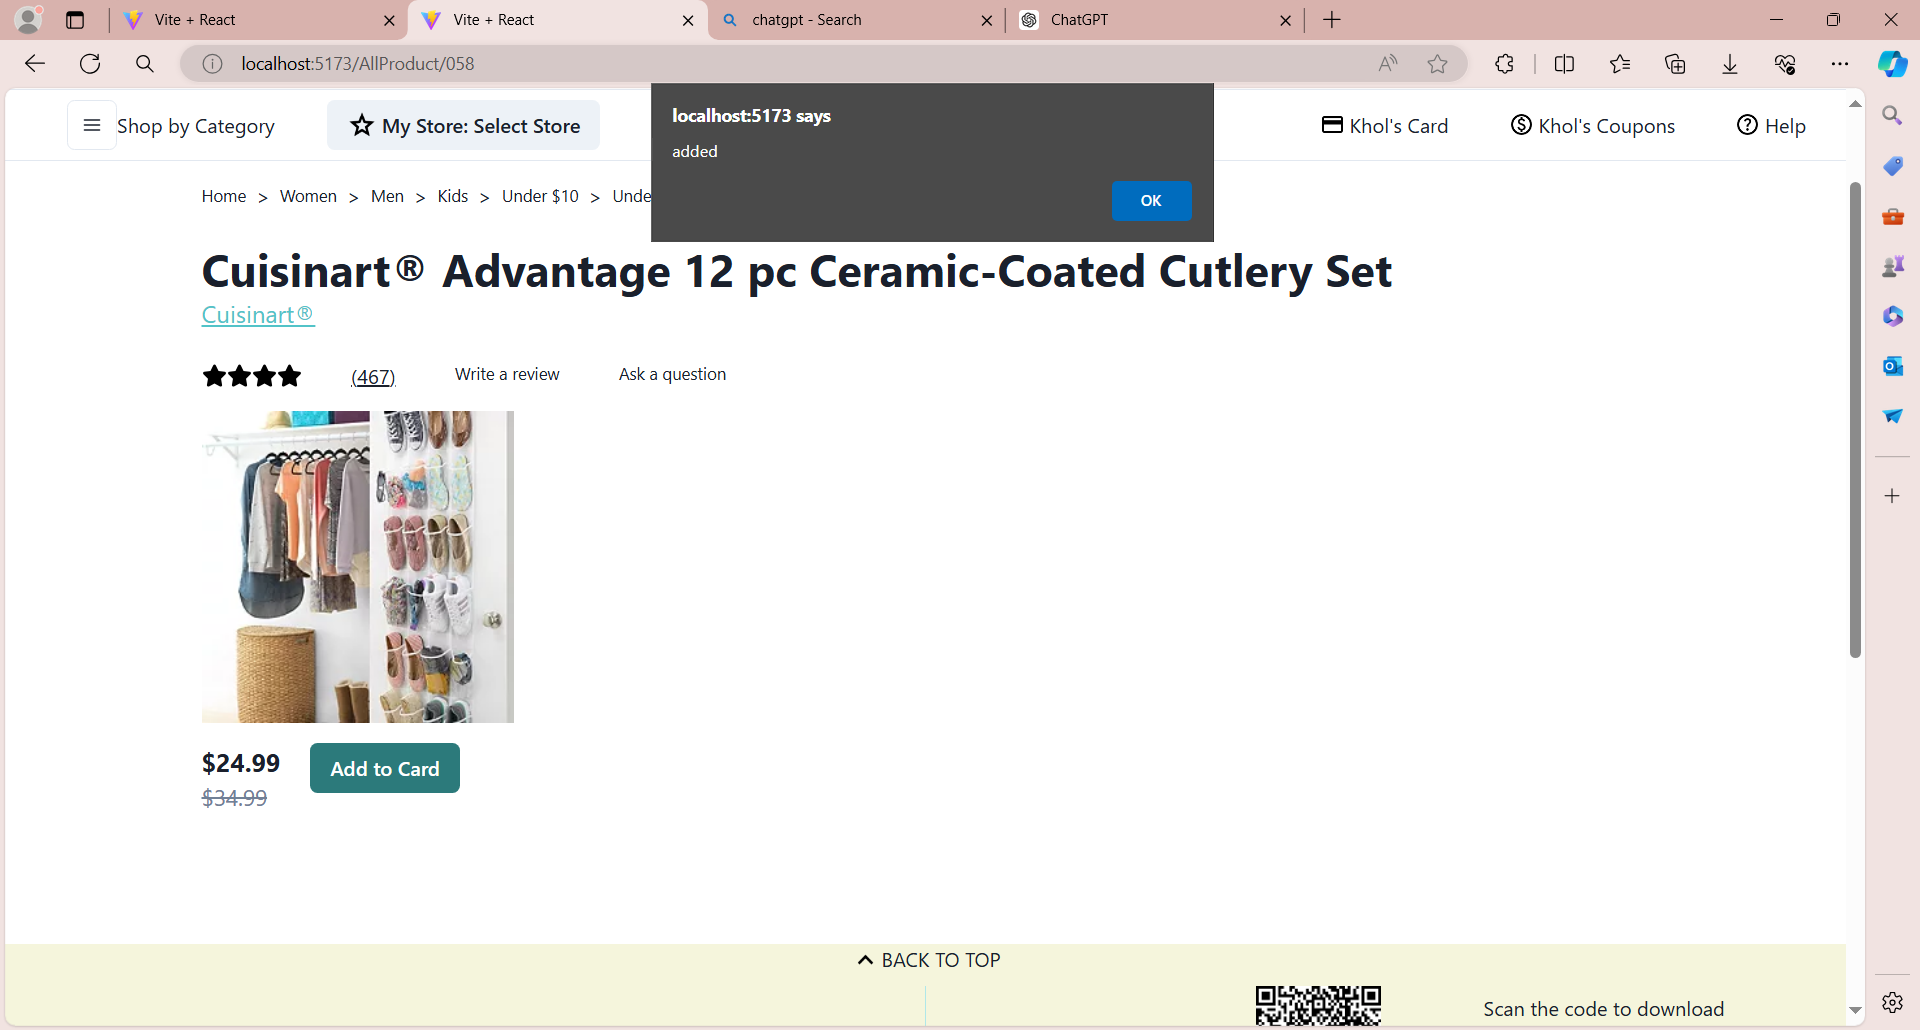 Vite + React
Vite + React
chatgpt - Search
ChatGPT
localhost:5173/AllProduct/058
Shop by Category
My Store: Select Store
localhost:5173 says
added
OK
Khol's Card
Khol's Coupons
Help
Home > Women > Men > Kids > Under $10 > Unde
Cuisinart® Advantage 12 pc Ceramic-Coated Cutlery Set
Cuisinart®
(467)
Write a review
Ask a question
$24.99
Add to Card
$34.99
BACK TO TOP
Scan the code to download